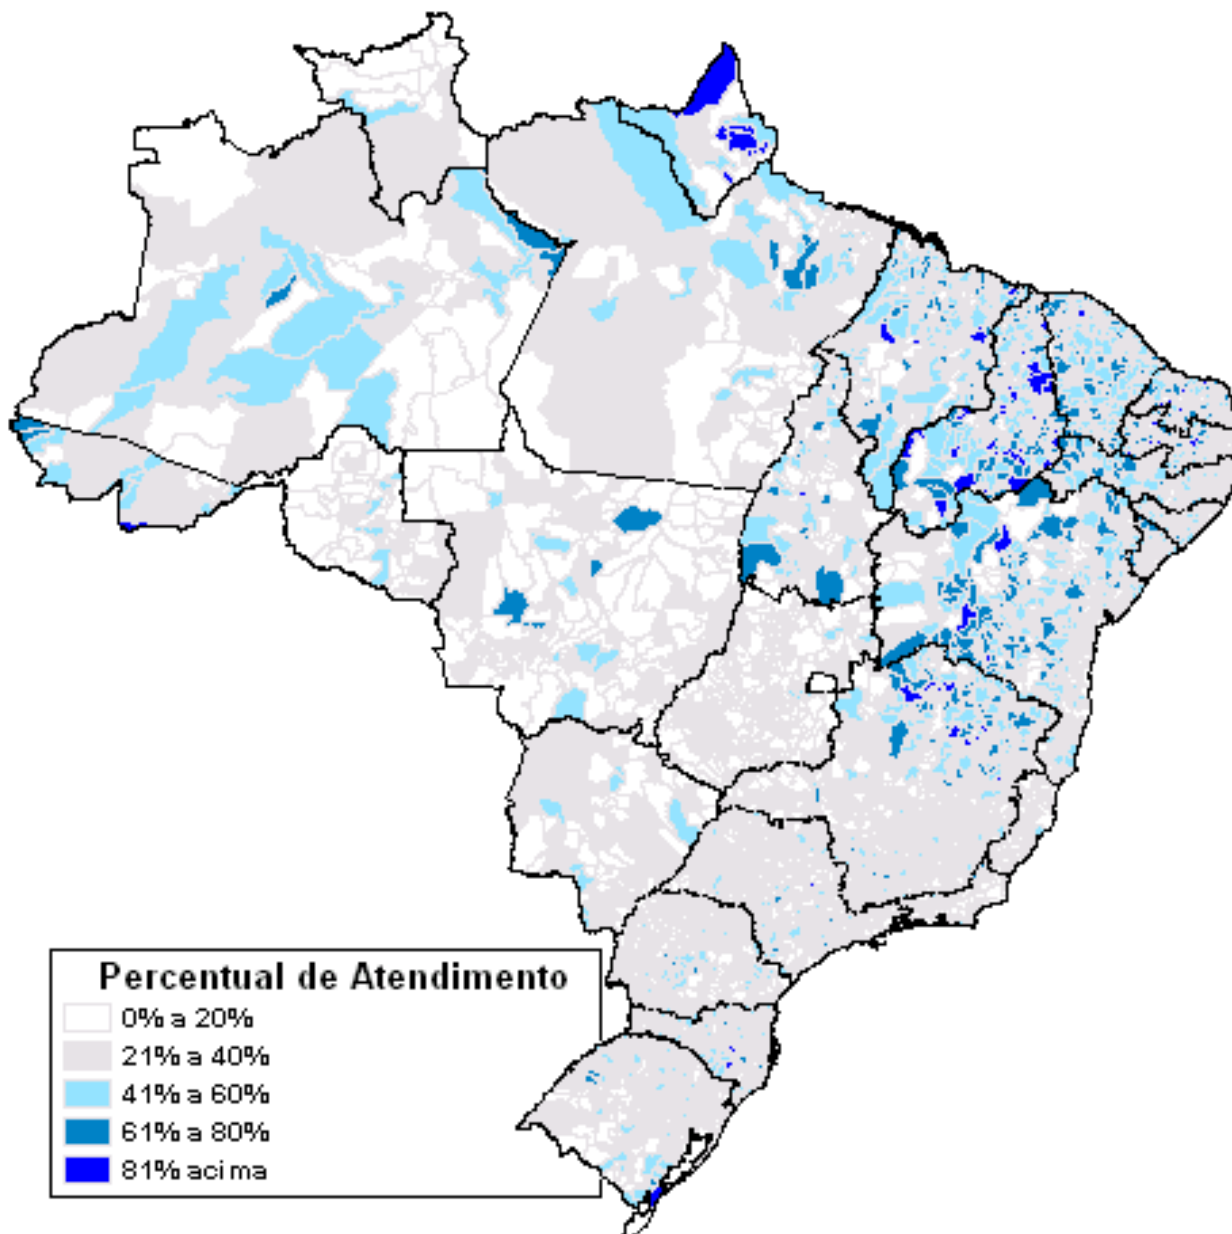 Percentual de Atendimento
0% a 20%
21% a 40%
41% a 60%
61% a 80%
81% acima